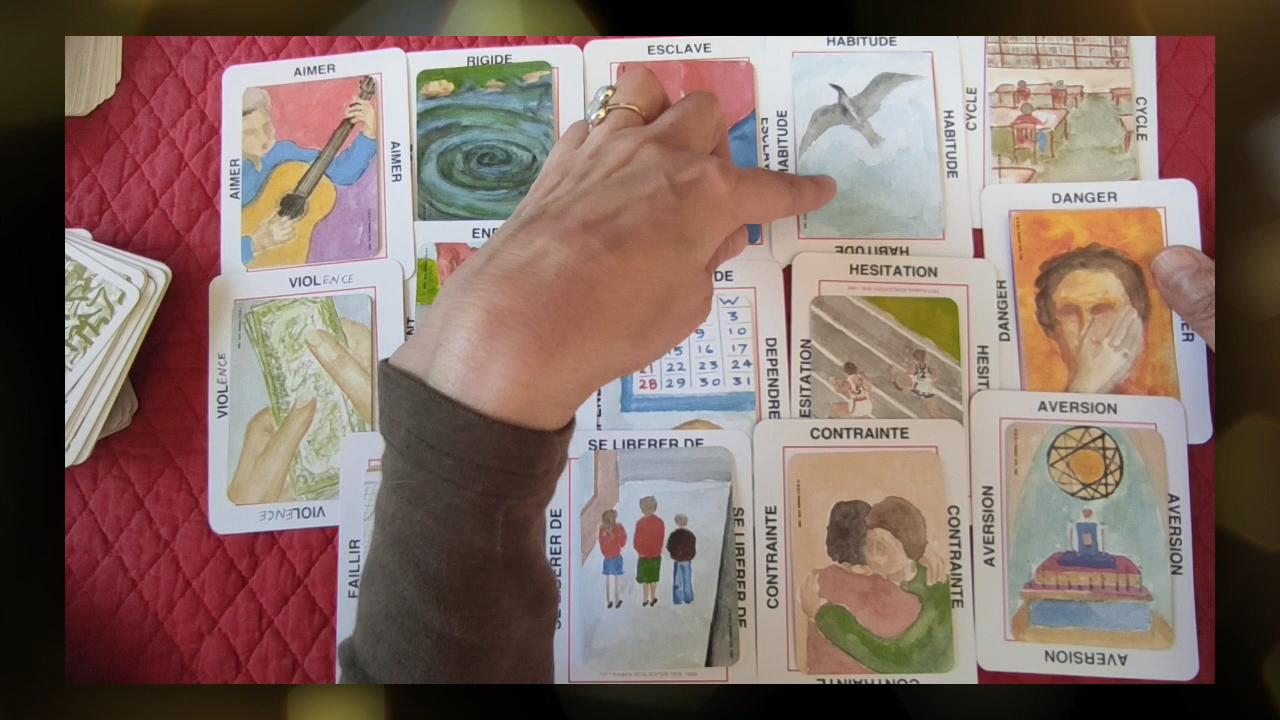 AIMER
AIMER
AIMER
RIGIDE
ESCLAVE
HABITUDE
HABITUDE
HABITUDE
CYCLE
CYCLE
DANGER
DANGER
VIOLENCE
VIOLENCE
VIOLENCE
W
3
10
15 16 17
22 23 24
28 29 30 31
DE
DEPENDRE
HESITATION
AVERSION
AVERSION
AVERSION
AVERSION
FAILLIR
SE LIBERER DE
SE LIBERER DE
CONTRAINTE
CONTRAINTE
CONTRAINTE